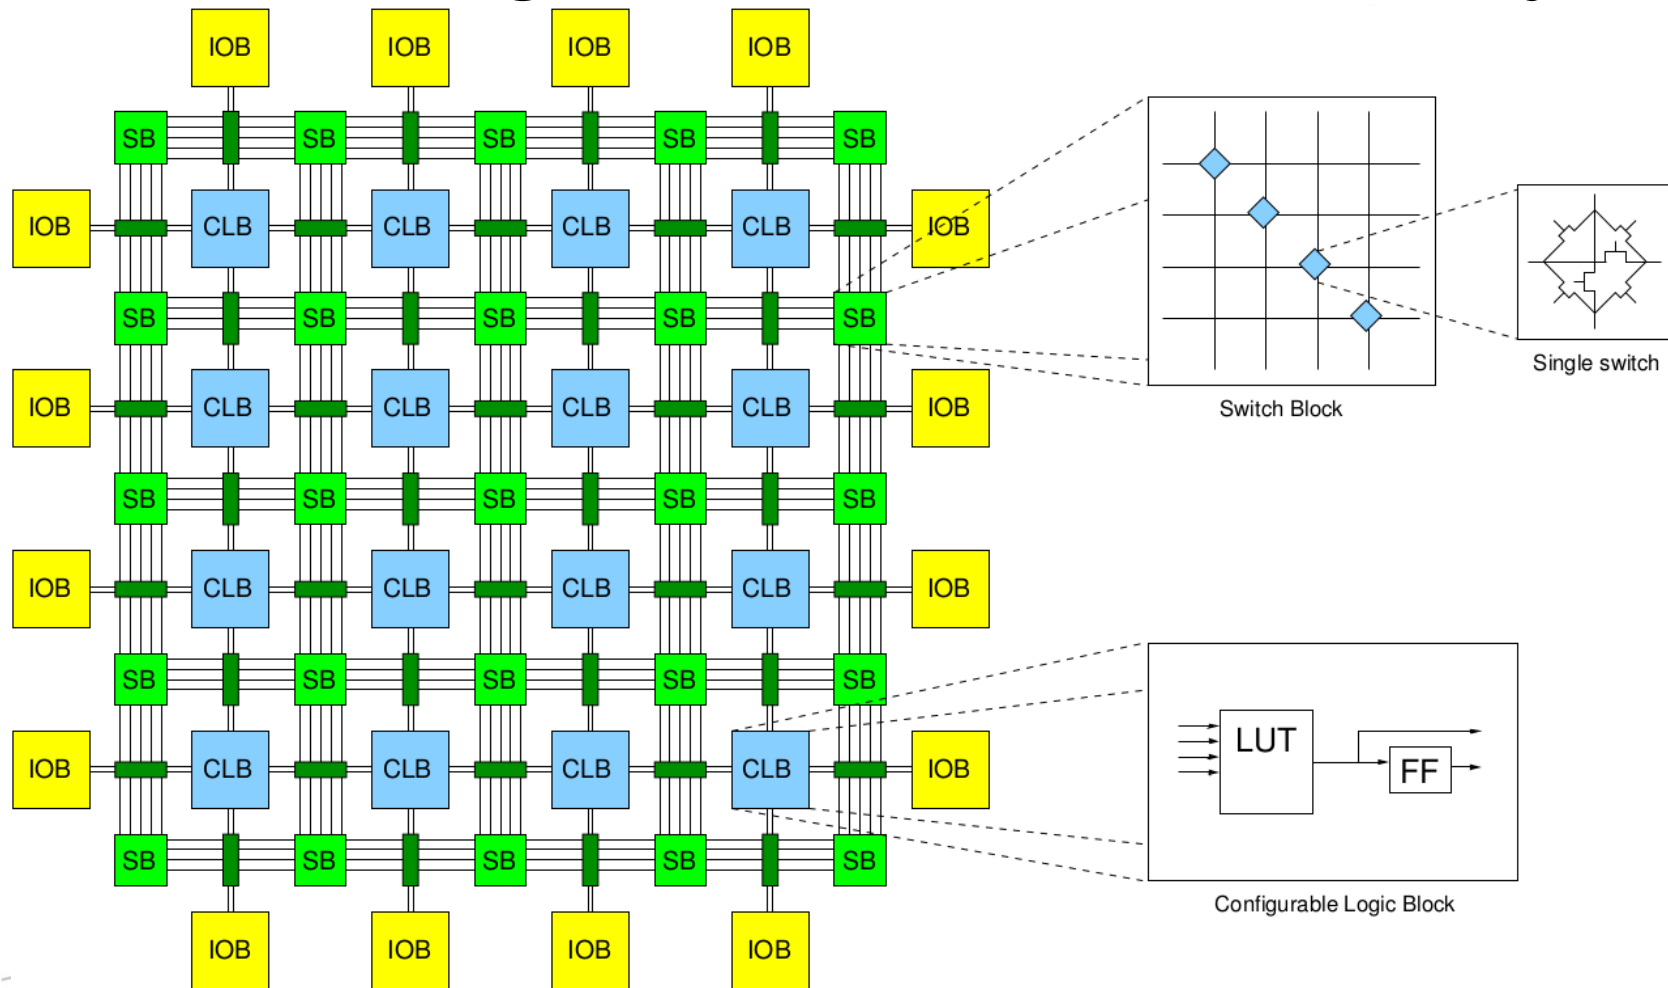 IOB IOB IOB IOB
SB SB SB SB SB
IOB CLB CLB CLB CLB IOB
SB SB SB SB SB
Single switch
IOB CLB CLB CLB CLB IOB
Switch Block
SB SB SB SB SB
IOB CLB CLB CLB CLB IOB
SB SB SB SB SB
IOB CLB CLB CLB CLB IOB
LUT
FF
SB SB SB SB SB
Configurable Logic Block
IOB IOB IOB IOB